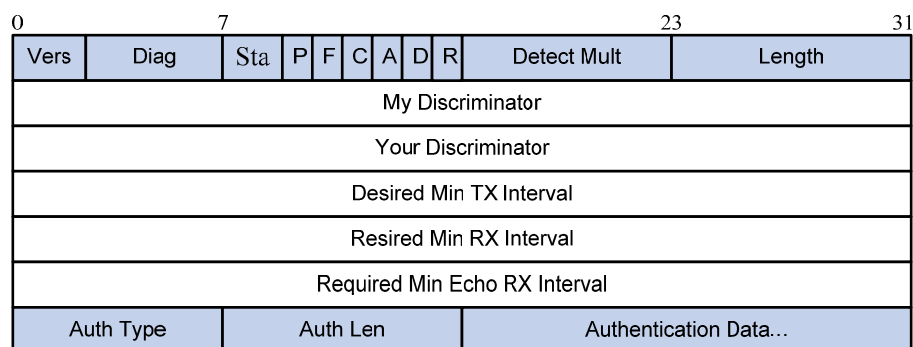 0 7 23 31
Vers Diag Sta P F C A D R Detect Mult Length
My Discriminator
Your Discriminator
Desired Min TX Interval
Resired Min RX Interval
Required Min Echo RX Interval
Auth Type Auth Len Authentication Data...